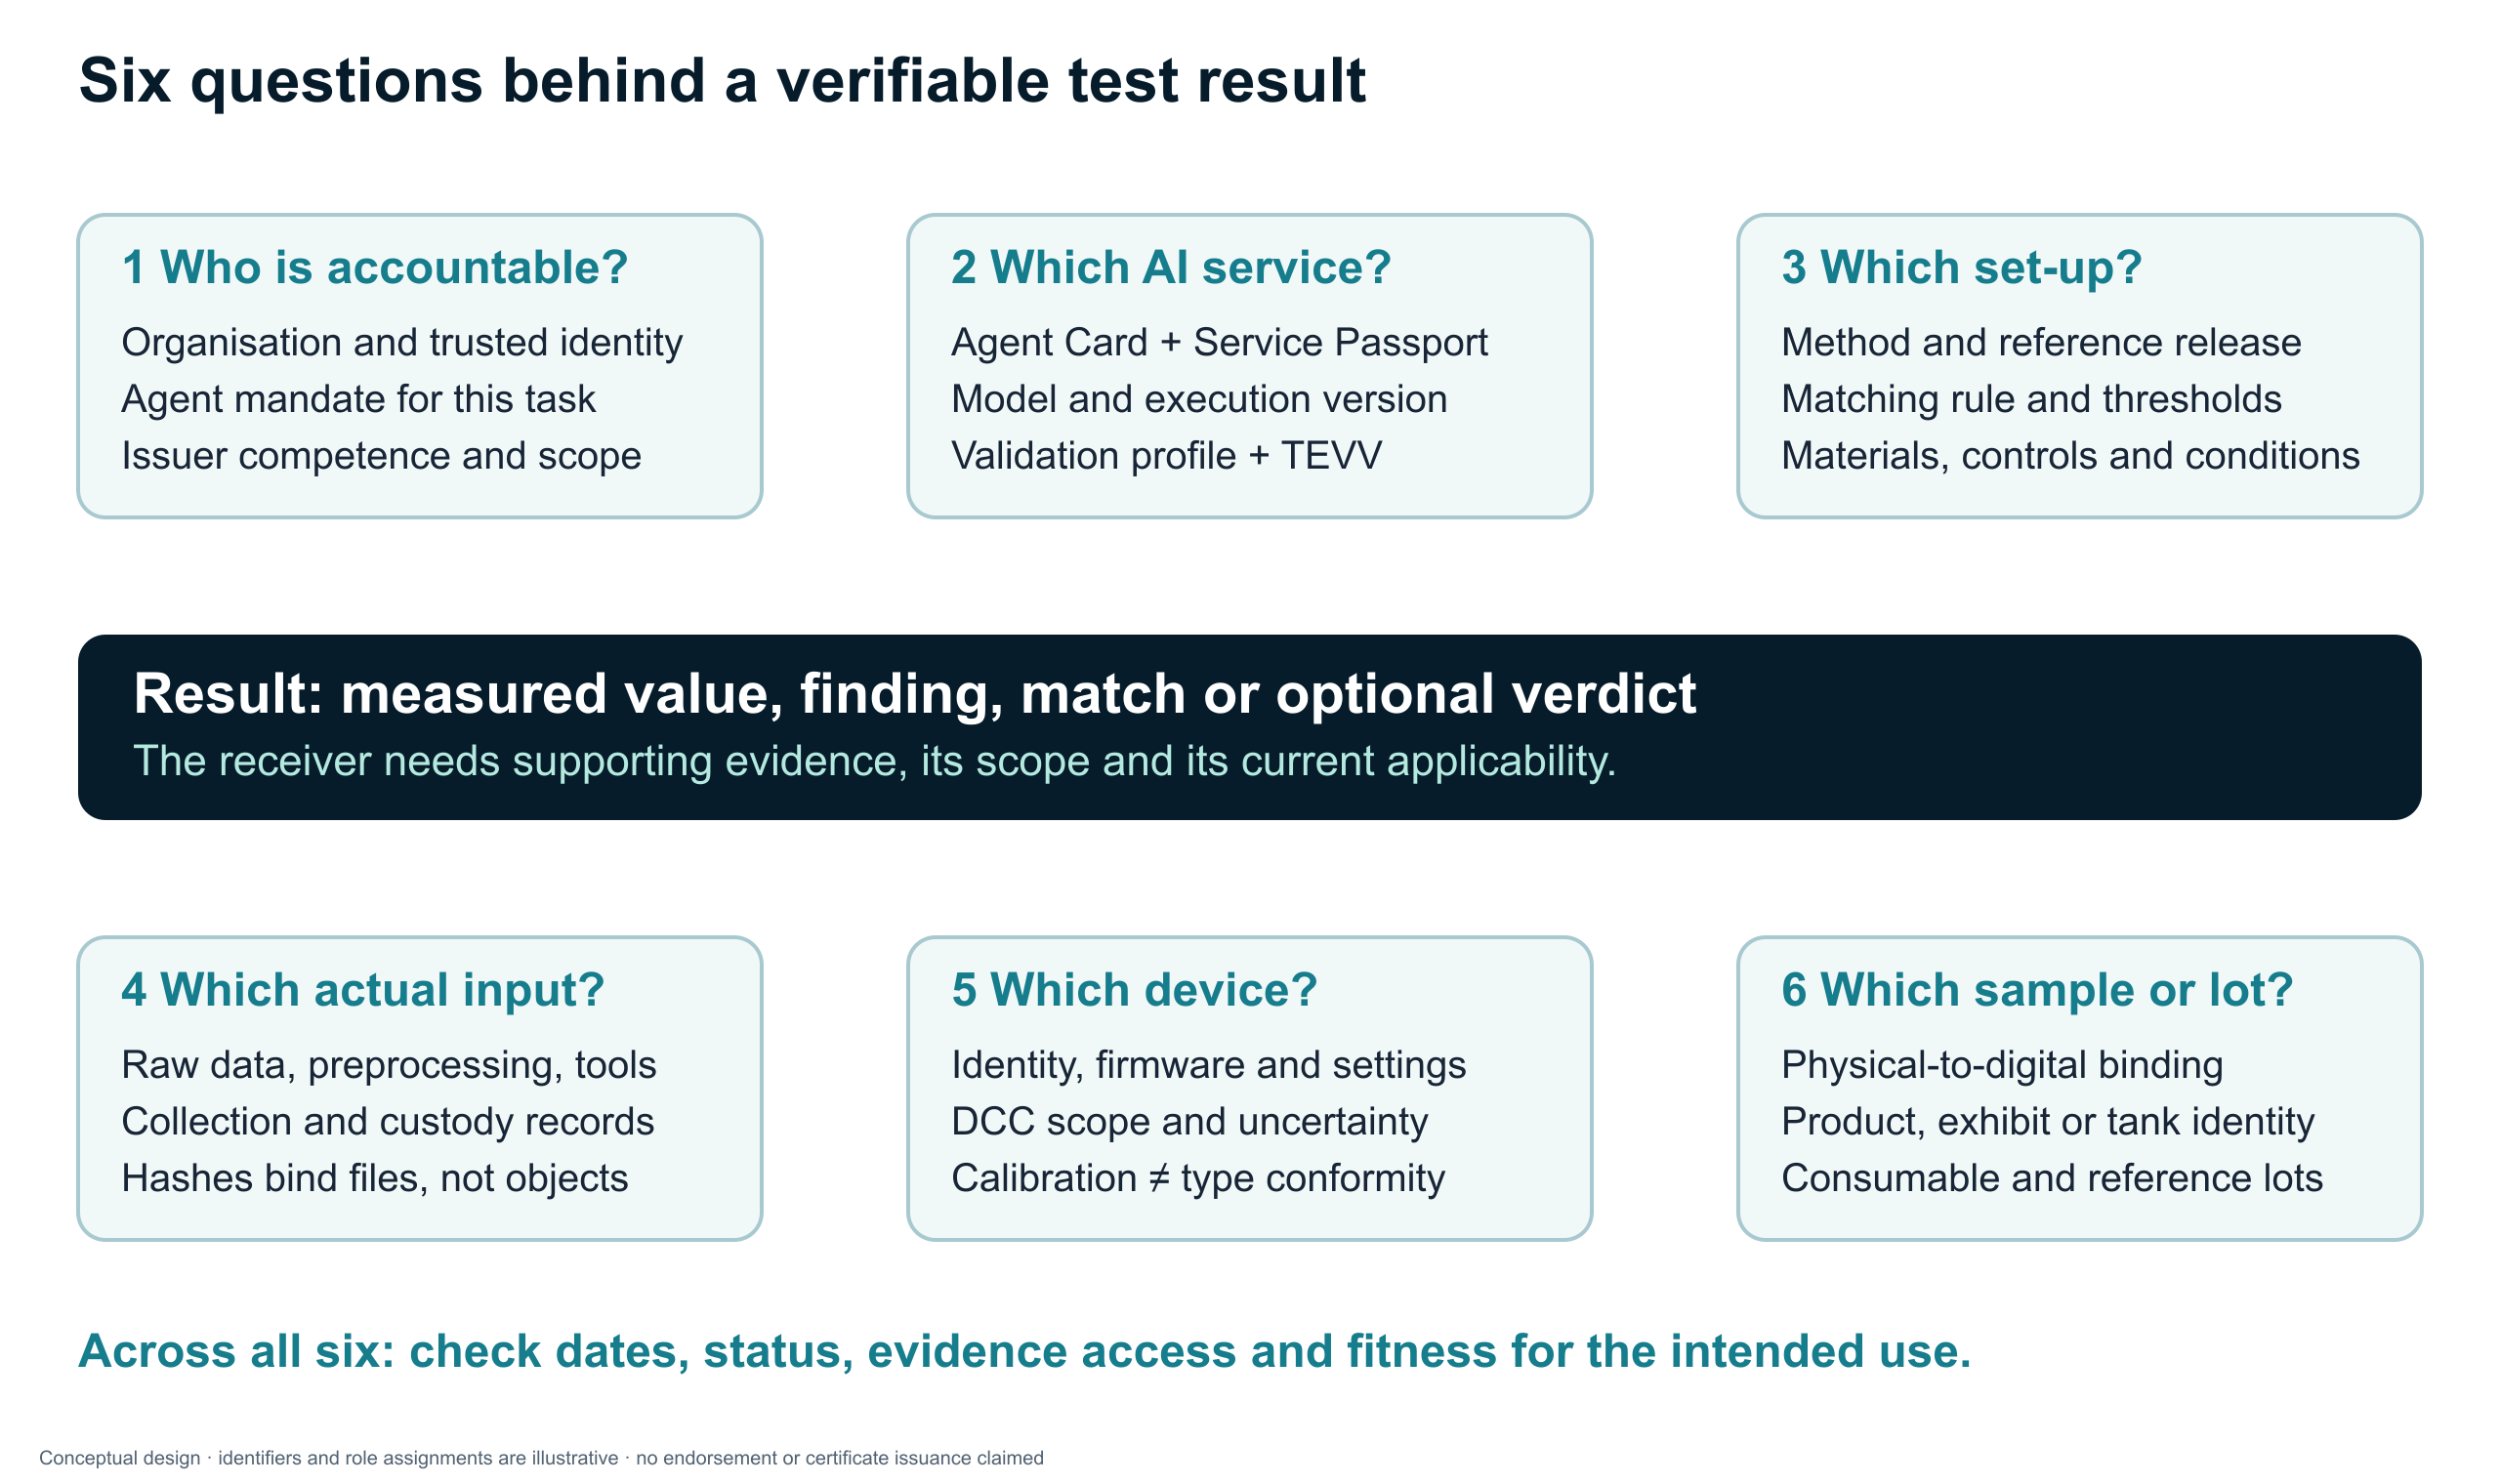 Six questions behind a verifiable test result
1 Who is accountable?
Organisation and trusted identity
Agent mandate for this task
Issuer competence and scope
2 Which AI service?
Agent Card + Service Passport
Model and execution version
Validation profile + TEVV
3 Which set-up?
Method and reference release
Matching rule and thresholds
Materials, controls and conditions
Result: measured value, finding, match or optional verdict
The receiver needs supporting evidence, its scope and its current applicability.
4 Which actual input?
Raw data, preprocessing, tools
Collection and custody records
Hashes bind files, not objects
5 Which device?
Identity, firmware and settings
DCC scope and uncertainty
Calibration ≠ type conformity
6 Which sample or lot?
Physical-to-digital binding
Product, exhibit or tank identity
Consumable and reference lots
Across all six: check dates, status, evidence access and fitness for the intended use.
Conceptual design · identifiers and role assignments are illustrative · no endorsement or certificate issuance claimed